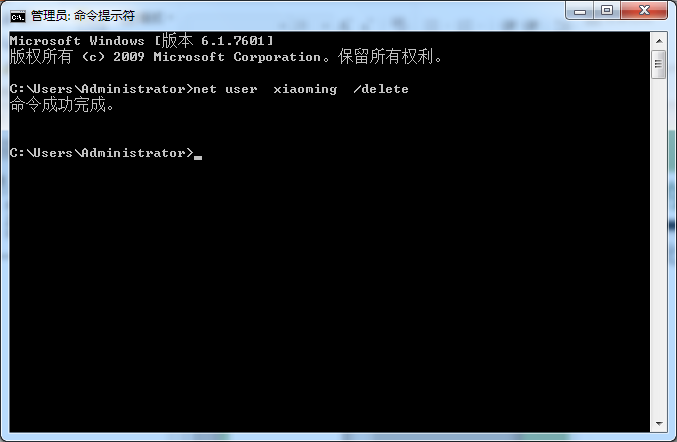 管理员: 命令提示符
Microsoft Windows [版本 6.1.7601]
版权所有 (c) 2009 Microsoft Corporation。保留所有权利。
C:\Users\Administrator>net user  xiaoming  /delete
命令成功完成。
C:\Users\Administrator>